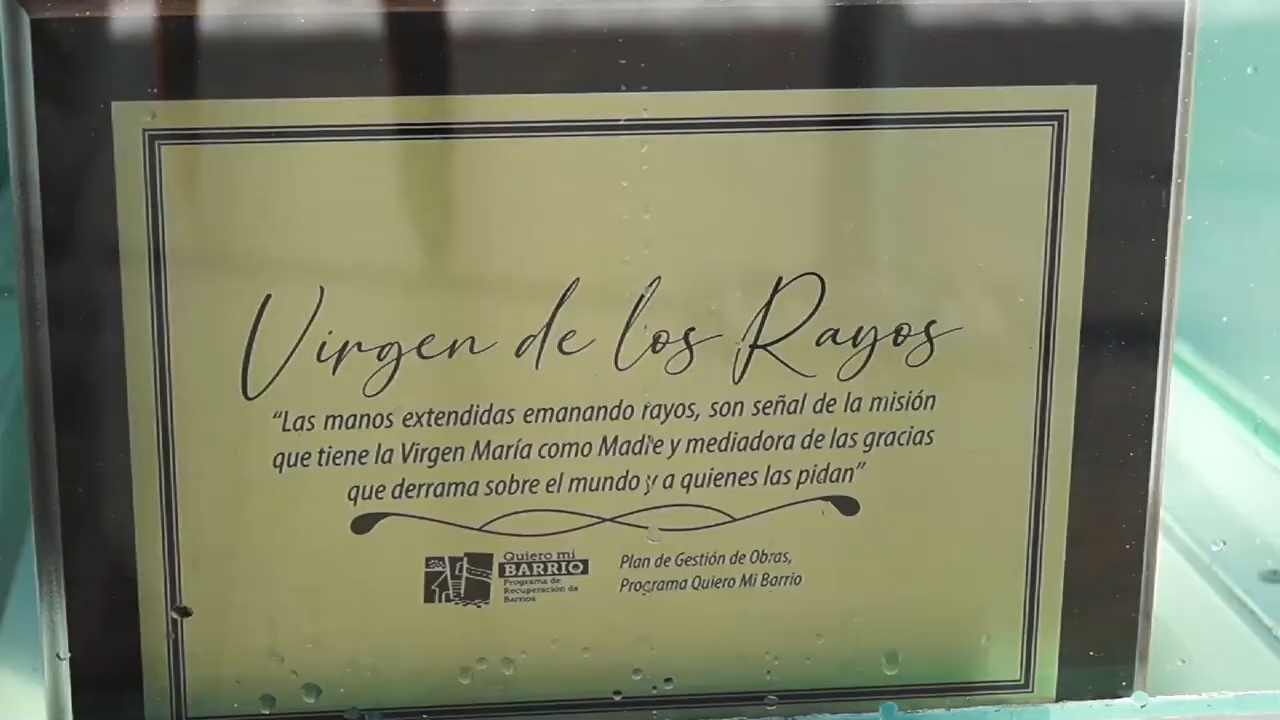 Virgen de los Rayos
“Las manos extendidas emanando rayos, son señal de la misión
que tiene la Virgen María como Madre y mediadora de las gracias
que derrama sobre el mundo y a quienes las pidan”
Quiero mi
BARRIO
Programa de
Recuperación de
Barrios
Plan de Gestión de Obras,
Programa Quiero Mi Barrio